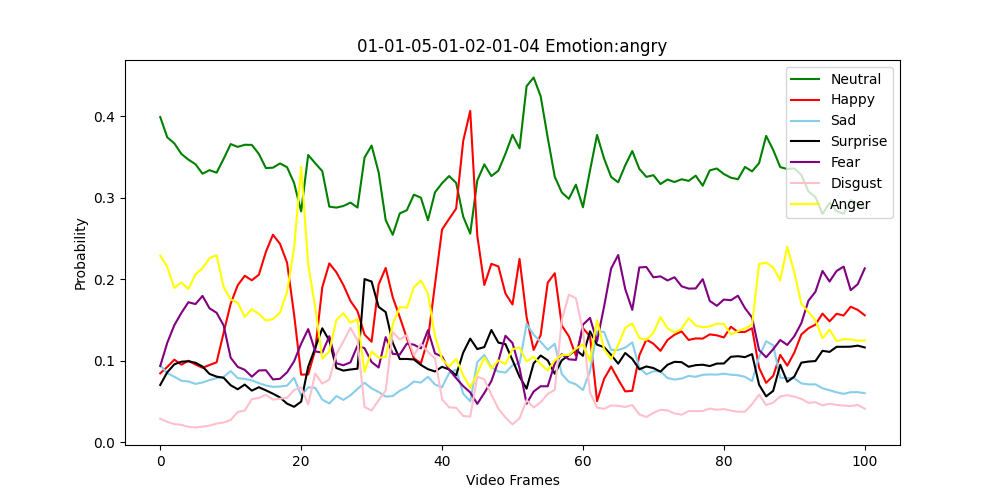 01-01-05-01-02-01-04 Emotion:angry
Neutral
Happy
Sad
Surprise
Fear
Disgust
Anger
0.4
0.3
0.2
0.1
0.0
Probability
0 20 40 60 80 100
Video Frames